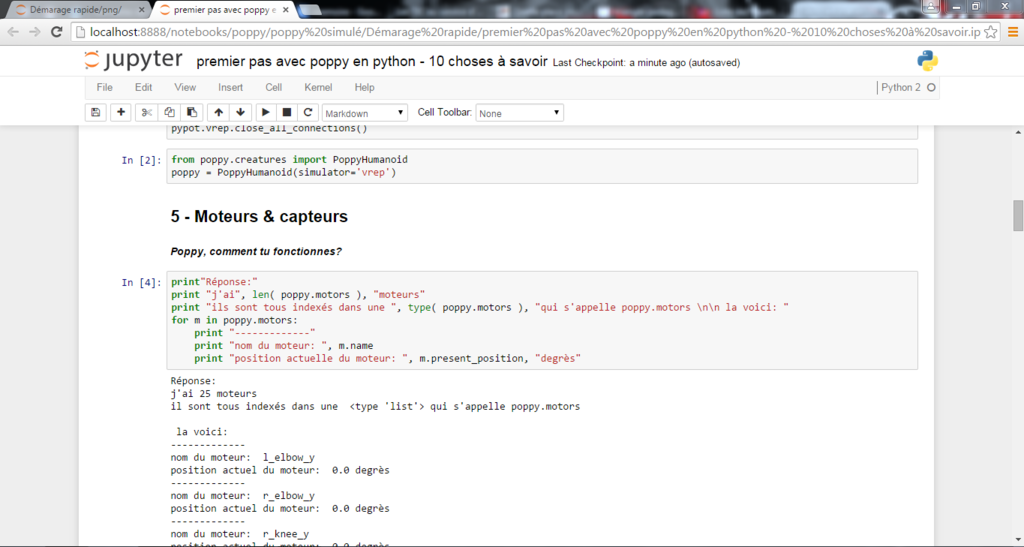 Démarage rapide/png/
premier pas avec poppy e
localhost:8888/notebooks/poppy/poppy%20simulé/Démarage%20rapide/premier%20pas%20avec%20poppy%20en%20python%20-%2010%20choses%20à%20savoir.ip
jupyter premier pas avec poppy en python - 10 choses à savoir Last Checkpoint: a minute ago (autosaved)
File Edit View Insert Cell Kernel Help Python 2
Markdown Cell Toolbar: None
pypot.vrep.close_all_connections()
In [2]: from poppy.creatures import PoppyHumanoid
poppy = PoppyHumanoid(simulator='vrep')
5 - Moteurs & capteurs
Poppy, comment tu fonctionnes?
In [4]: print"Réponse:"
print "j'ai", len( poppy.motors ), "moteurs"
print "ils sont tous indexés dans une ", type( poppy.motors ), "qui s'appelle poppy.motors \n\n la voici: "
for m in poppy.motors:
    print "-------------"
    print "nom du moteur: ", m.name
    print "position actuelle du moteur: ", m.present_position, "degrès"
Réponse:
j'ai 25 moteurs
il sont tous indexés dans une  <type 'list'> qui s'appelle poppy.motors
 la voici:
-------------
nom du moteur:  l_elbow_y
position actuel du moteur:  0.0 degrès
-------------
nom du moteur:  r_elbow_y
position actuel du moteur:  0.0 degrès
-------------
nom du moteur:  r_knee_y
position actuel du moteur:  0.0 degrès